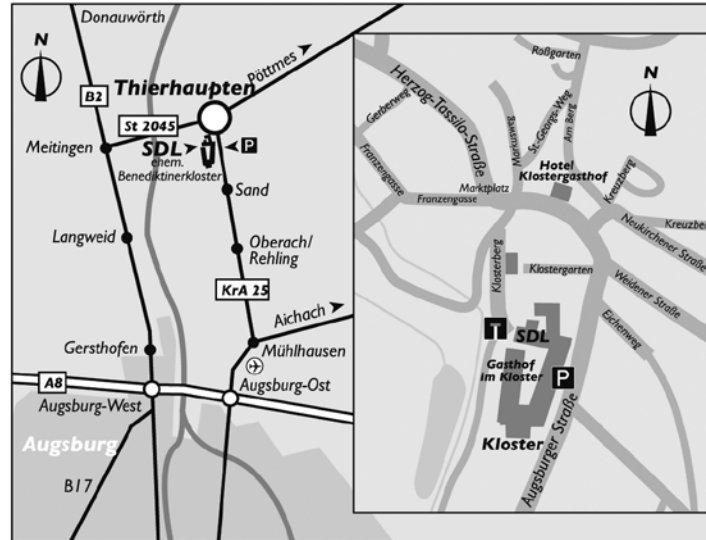 Donauwörth
N
B2
Thierhaupten
Pöttmes
St 2045
Meitingen
SDL
P
ehem.
Benediktinerkloster
Sand
Langweid
Oberach/
Rehling
KrA 25
Aichach
Gersthofen
Mühlhausen
A8
Augsburg-West
Augsburg-Ost
Augsburg
B17
Roßgarten
N
Herzog-Tassilo-Straße
Gerberweg
St-Georgs-Weg
Am Berg
Markusweg
Franzengasse
Hotel
Klostergasthof
Kreuzberg
Marktplatz
Franzengasse
Kreuzberg
Neukirchener Straße
Klosterberg
Klostergarten
Weidener Straße
Eichenweg
T
SDL
Gasthof
im Kloster
P
Kloster
Augsburger Straße